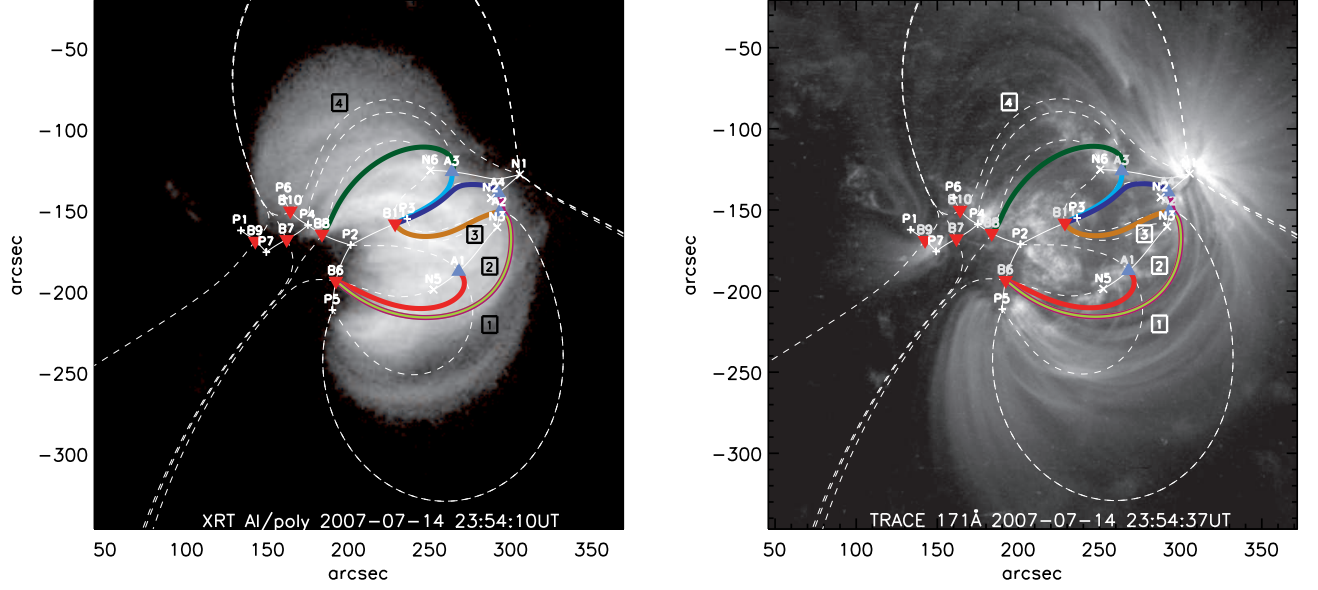 −50
−100
−150
−200
−250
−300
arcsec
50
100
150
200
250
300
350
arcsec
4
N6
A3
N1
P6
B10
P4
P1
B9
P7
B7
B8
P2
P3
N2
A2
N3
3
B6
A1
2
N5
P5
1
XRT Al/poly 2007−07−14 23:54:10UT
−50
−100
−150
−200
−250
−300
arcsec
50
100
150
200
250
300
350
arcsec
4
N6
A3
P6
B10
P4
P1
B9
P7
B7
P2
P3
N2
N3
3
B6
A1
2
N5
P5
1
TRACE 171Å 2007−07−14 23:54:37UT